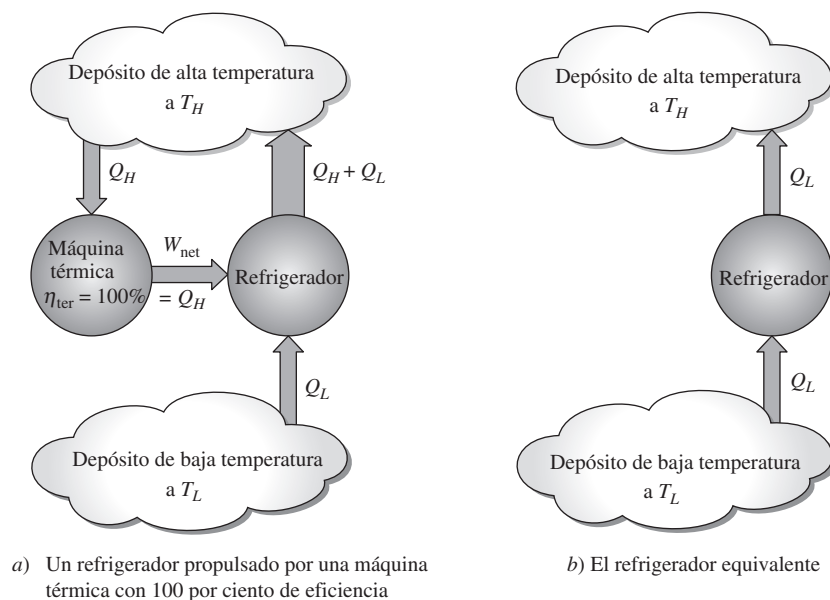 Depósito de alta temperatura
a T_H
Q_H
Q_H + Q_L
Máquina
térmica
η_ter = 100%
W_net
= Q_H
Refrigerador
Q_L
Depósito de baja temperatura
a T_L
a) Un refrigerador propulsado por una máquina
térmica con 100 por ciento de eficiencia
Depósito de alta temperatura
a T_H
Q_L
Refrigerador
Q_L
Depósito de baja temperatura
a T_L
b) El refrigerador equivalente